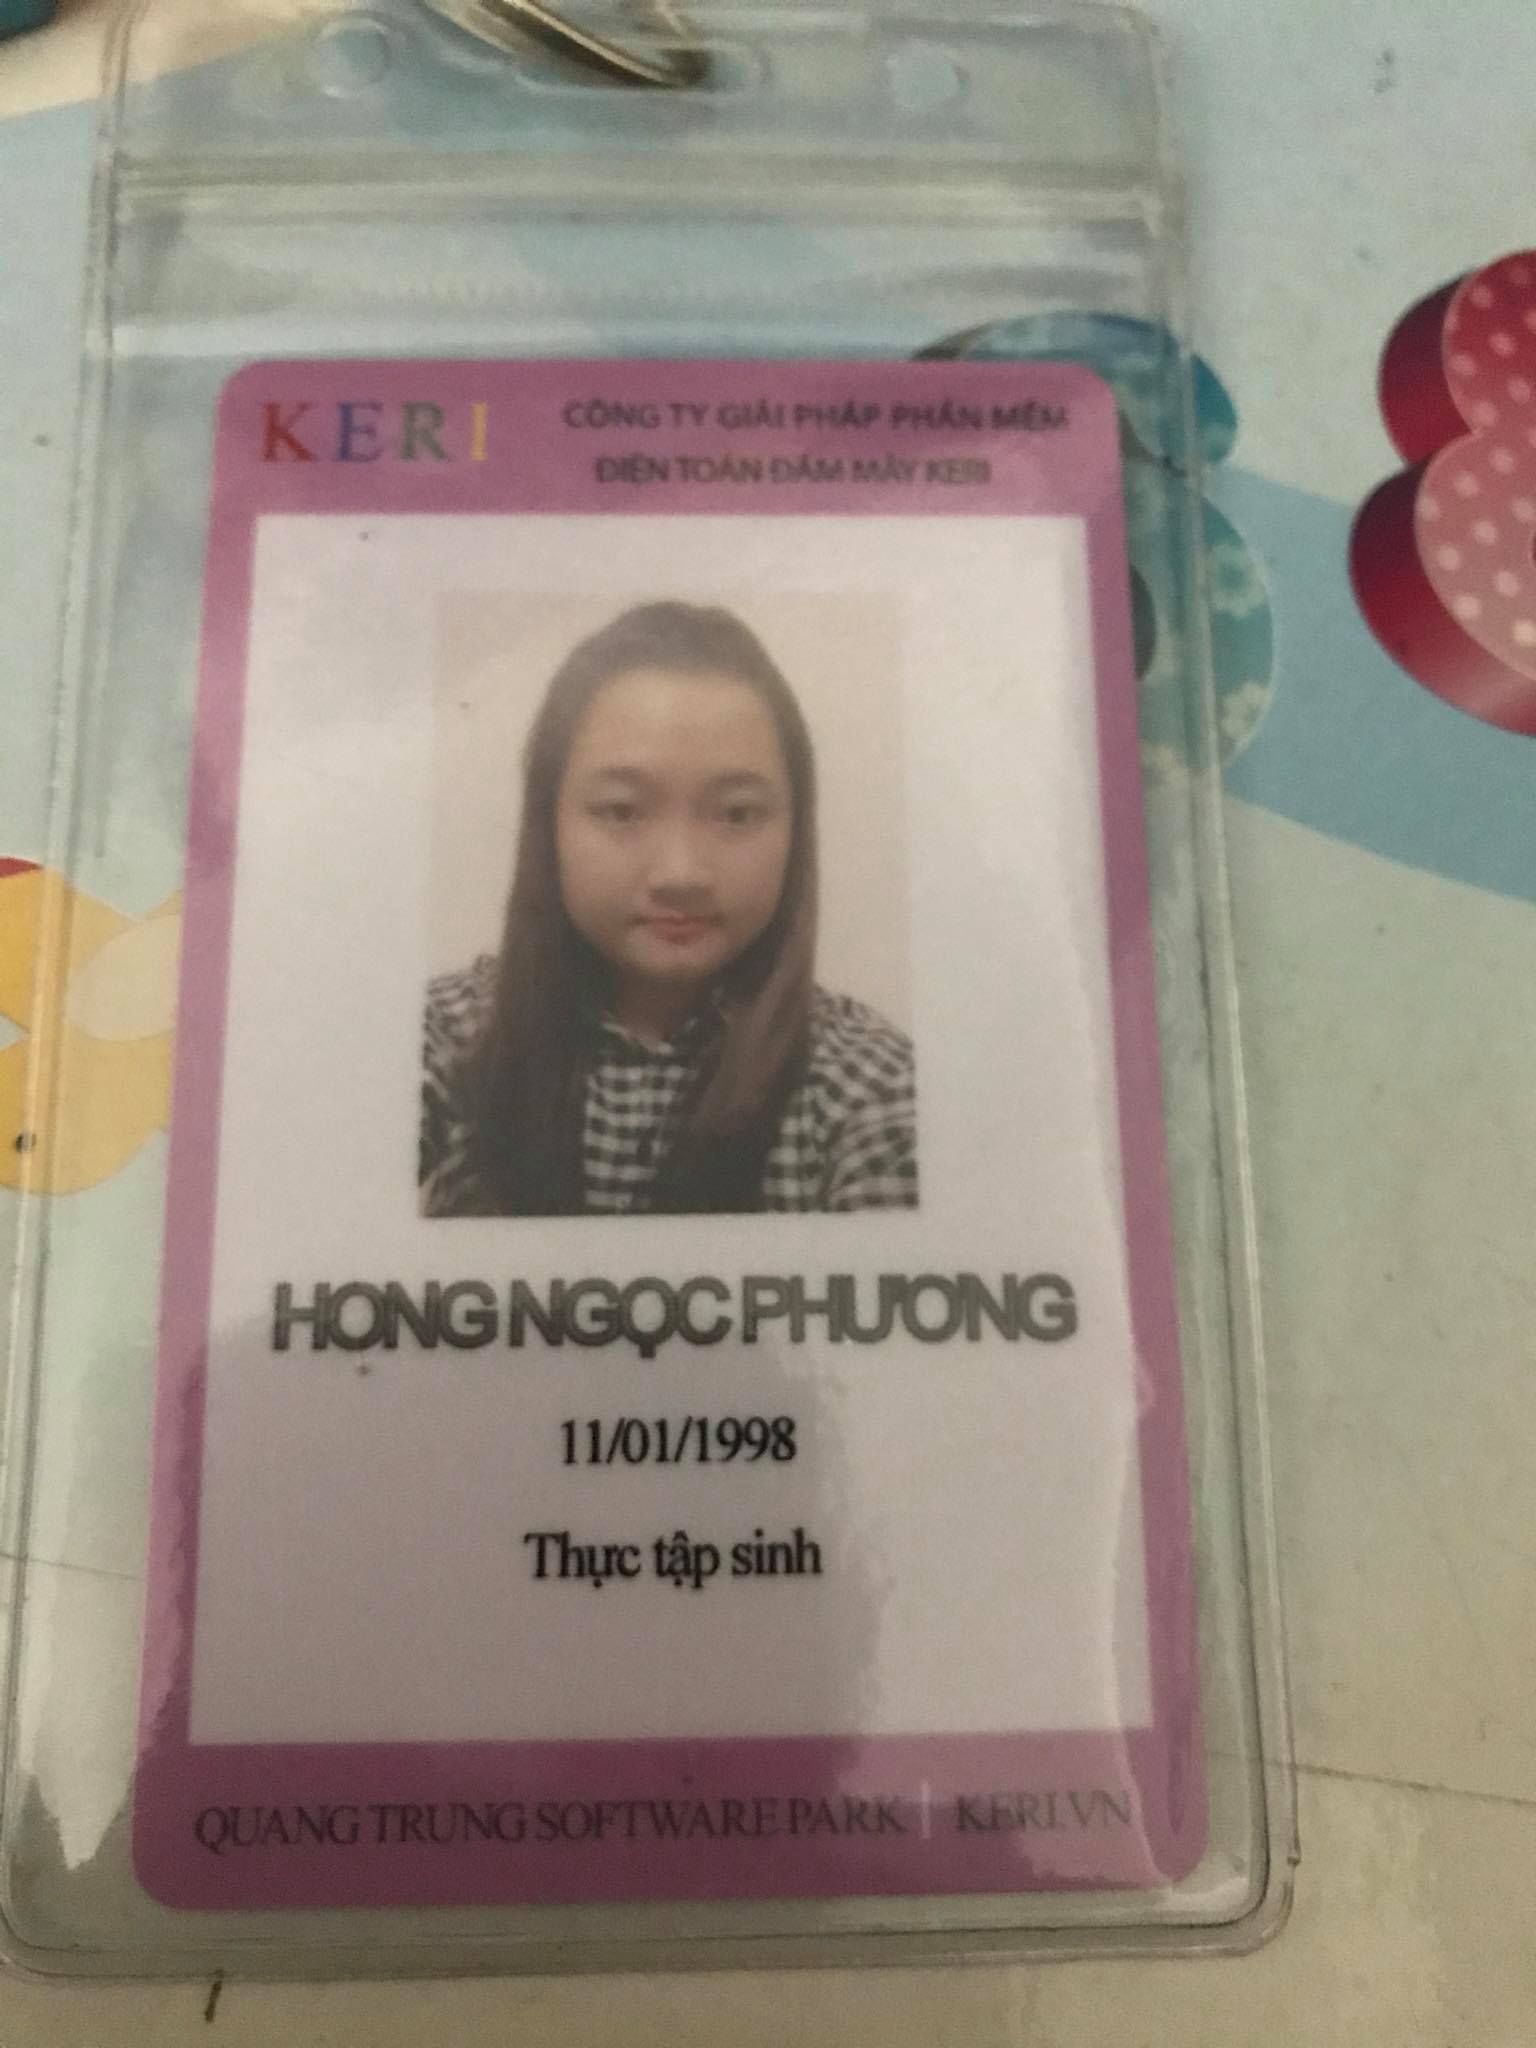 KERI
CÔNG TY GIẢI PHÁP PHẦN MỀM
ĐIỆN TOÁN ĐÁM MÂY KERI
HỌNG NGỌC PHƯƠNG
11/01/1998
Thực tập sinh
QUANG TRUNG SOFTWARE PARK | KERI.VN